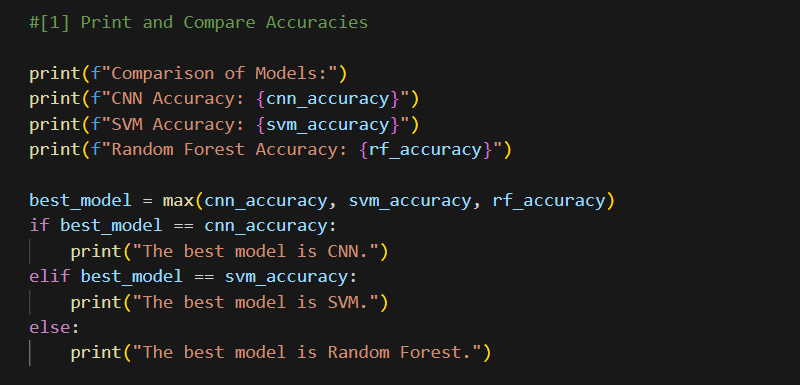 #[1] Print and Compare Accuracies
print(f"Comparison of Models:")
print(f"CNN Accuracy: {cnn_accuracy}")
print(f"SVM Accuracy: {svm_accuracy}")
print(f"Random Forest Accuracy: {rf_accuracy}")
best_model = max(cnn_accuracy, svm_accuracy, rf_accuracy)
if best_model == cnn_accuracy:
    print("The best model is CNN.")
elif best_model == svm_accuracy:
    print("The best model is SVM.")
else:
    print("The best model is Random Forest.")